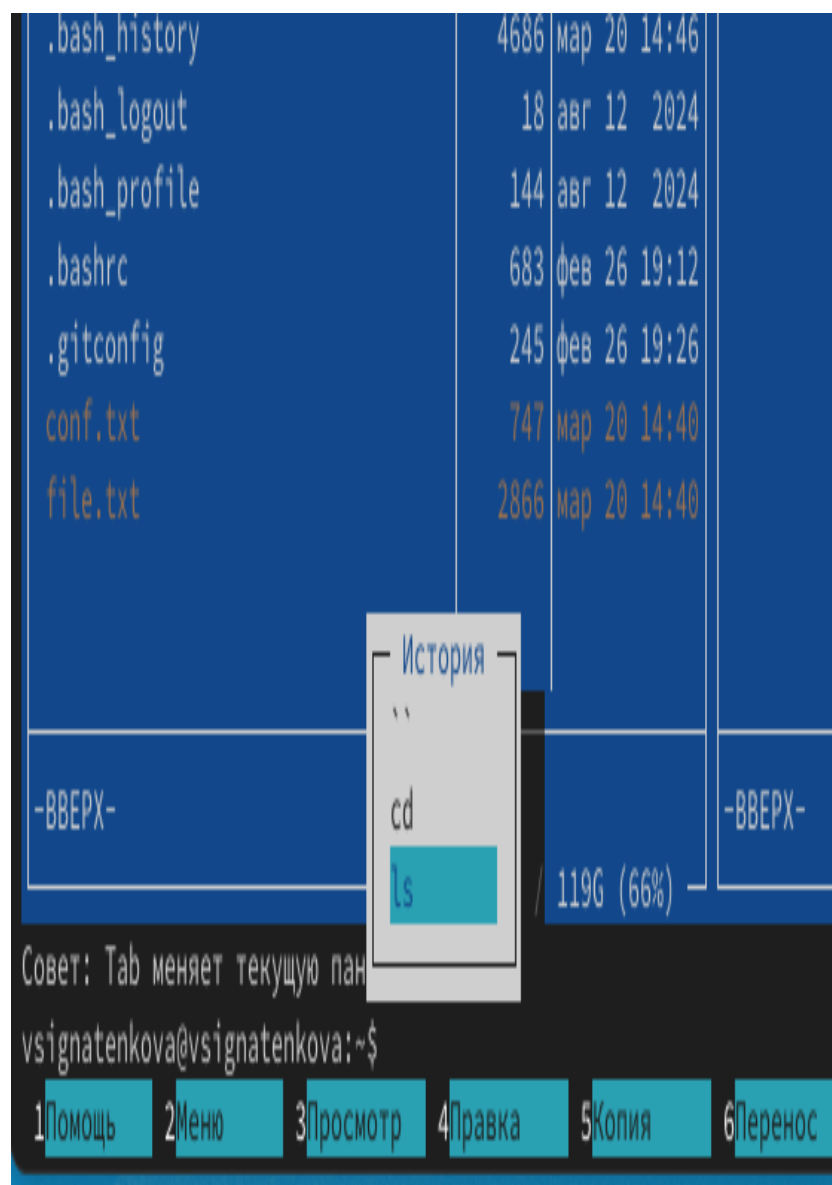 .bash_history 4686 мар 20 14:46
.bash_logout 18 авг 12 2024
.bash_profile 144 авг 12 2024
.bashrc 683 фев 26 19:12
.gitconfig 245 фев 26 19:26
conf.txt 747 мар 20 14:40
file.txt 2866 мар 20 14:40
История
``
cd
-ВВЕРХ- -ВВЕРХ-
ls
/ 119G (66%)
Совет: Tab меняет текущую пан
vsignatenkova@vsignatenkova:~$
1Помощь 2Меню 3Просмотр 4Правка 5Копия 6Перенос